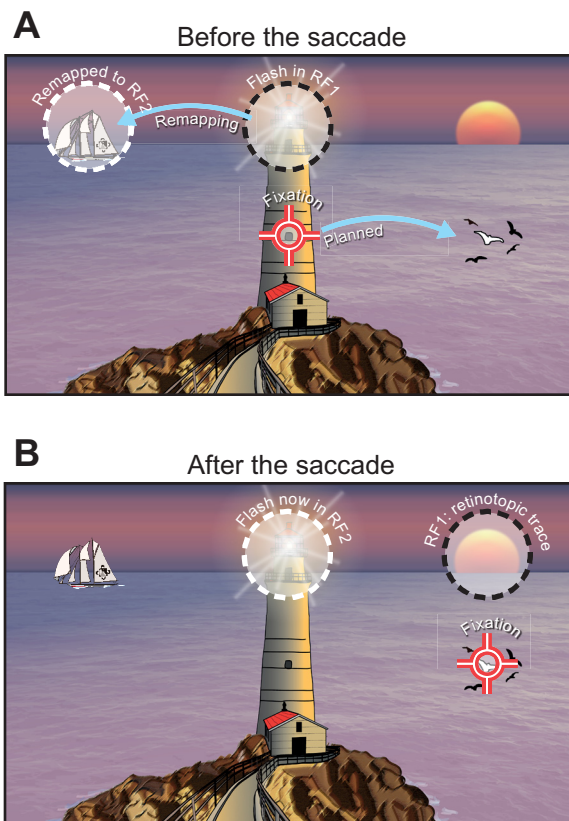 A
Before the saccade
Remapped to RF2
Flash in RF1
Remapping
Fixation
Planned
B
After the saccade
Flash now in RF2
RF1: retinotopic trace
Fixation